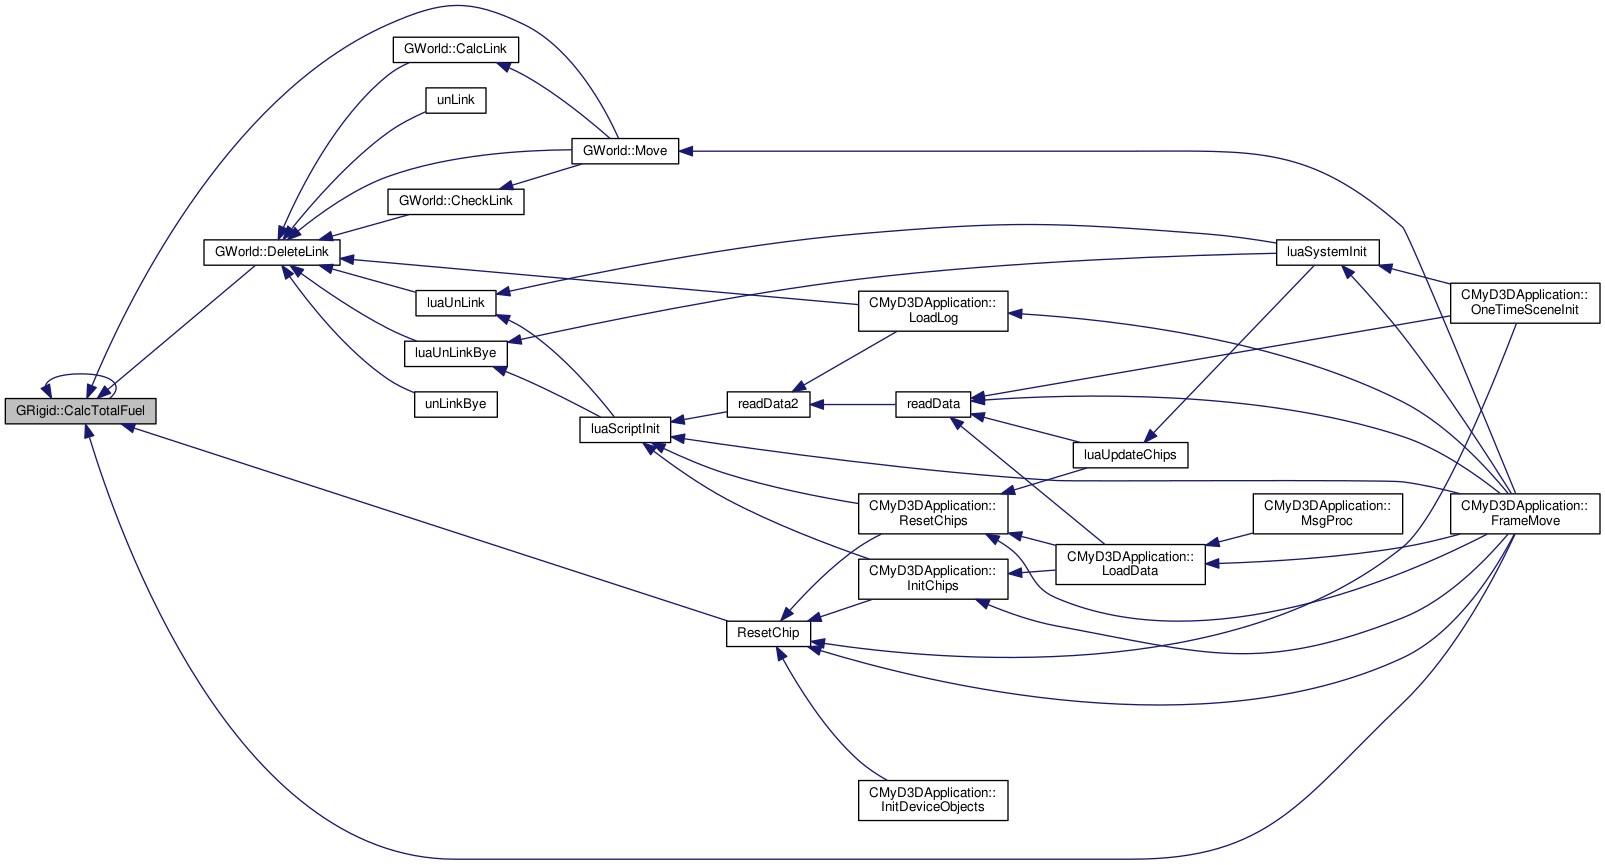 GWorld::CalcLink
unLink
GWorld::Move
GWorld::CheckLink
GWorld::DeleteLink
luaSystemInit
luaUnLink
CMyD3DApplication::
LoadLog
CMyD3DApplication::
OneTimeSceneInit
luaUnLinkBye
GRigid::CalcTotalFuel
unLinkBye
readData2
readData
luaScriptInit
luaUpdateChips
CMyD3DApplication::
ResetChips
CMyD3DApplication::
MsgProc
CMyD3DApplication::
FrameMove
CMyD3DApplication::
LoadData
CMyD3DApplication::
InitChips
ResetChip
CMyD3DApplication::
InitDeviceObjects